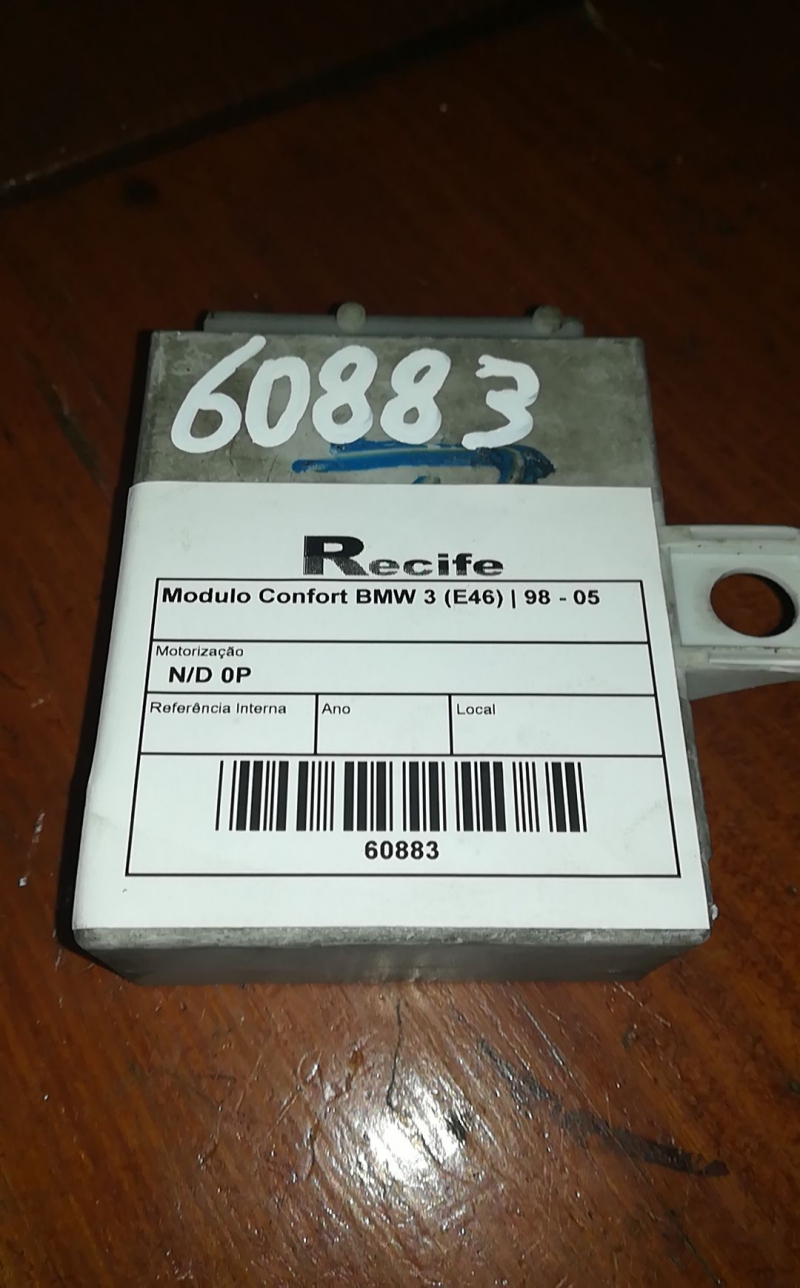 60883
Recife
Modulo Confort BMW 3 (E46) | 98 - 05
Motorização
N/D 0P
Referência Interna Ano Local
60883